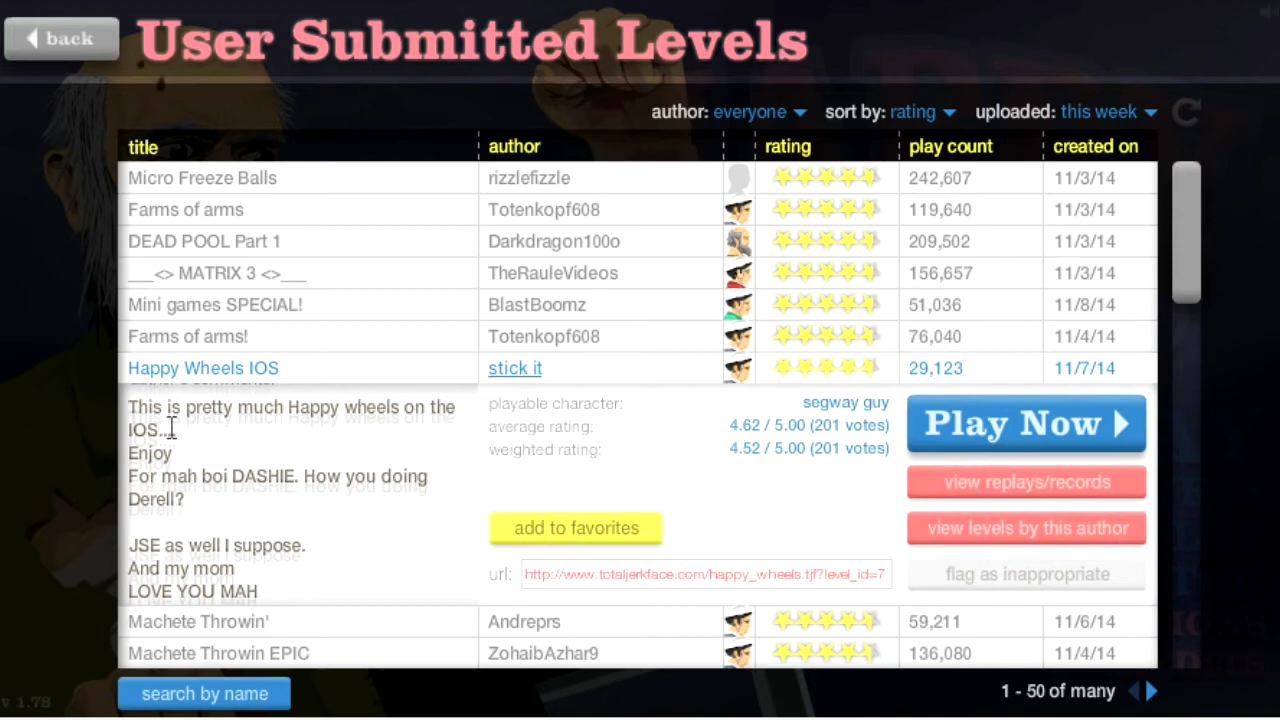 back
User Submitted Levels
author: everyone sort by: rating uploaded: this week
title author rating play count created on
Micro Freeze Balls rizzlefizzle 242,607 11/3/14
Farms of arms Totenkopf608 119,640 11/3/14
DEAD POOL Part 1 Darkdragon100o 209,502 11/3/14
___<> MATRIX 3 <>___ TheRauleVideos 156,657 11/3/14
Mini games SPECIAL! BlastBoomz 51,036 11/8/14
Farms of arms! Totenkopf608 76,040 11/4/14
Happy Wheels IOS stick it 29,123 11/7/14
This is pretty much Happy wheels on the
IOS...
Enjoy
For mah boi DASHIE. How you doing
Derell?
JSE as well I suppose.
And my mom
LOVE YOU MAH
playable character: segway guy
average rating: 4.62 / 5.00 (201 votes)
weighted rating: 4.52 / 5.00 (201 votes)
add to favorites
url: http://www.totaljerkface.com/happy_wheels.tjf?level_id=7
Play Now
view replays/records
view levels by this author
flag as inappropriate
Machete Throwin' Andreprs 59,211 11/6/14
Machete Throwin EPIC ZohaibAzhar9 136,080 11/4/14
search by name
1 - 50 of many
v 1.78